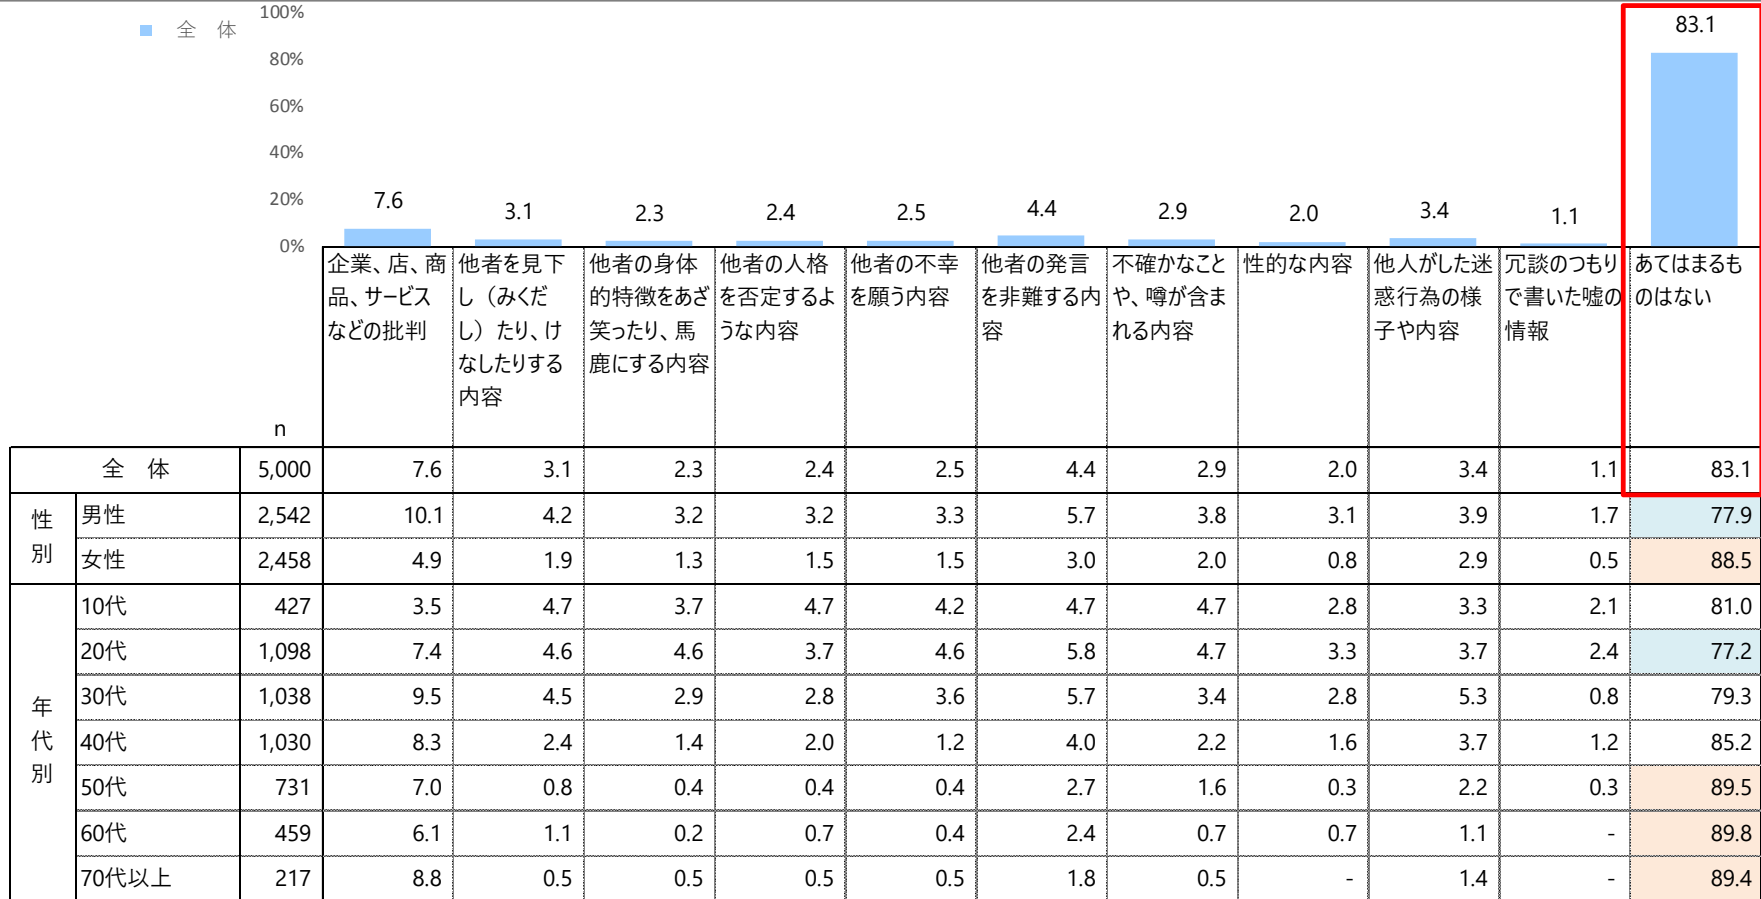 100%
全　体
83.1
80%
60%
40%
20%
7.6 3.1 2.3 2.4 2.5 4.4 2.9 2.0 3.4 1.1
0%
企業、店、商
品、サービス
などの批判
他者を見下
し（みくだ
し）たり、け
なしたりする
内容
他者の身体
的特徴をあざ
笑ったり、馬
鹿にする内容
他者の人格
を否定するよ
うな内容
他者の不幸
を願う内容
他者の発言
を非難する内
容
不確かなこと
や、噂が含ま
れる内容
性的な内容
他人がした迷
惑行為の様
子や内容
冗談のつもり
で書いた嘘の
情報
あてはまるも
のはない
n
全　体 5,000 7.6 3.1 2.3 2.4 2.5 4.4 2.9 2.0 3.4 1.1 83.1
性別
男性 2,542 10.1 4.2 3.2 3.2 3.3 5.7 3.8 3.1 3.9 1.7 77.9
女性 2,458 4.9 1.9 1.3 1.5 1.5 3.0 2.0 0.8 2.9 0.5 88.5
年代別
10代 427 3.5 4.7 3.7 4.7 4.2 4.7 4.7 2.8 3.3 2.1 81.0
20代 1,098 7.4 4.6 4.6 3.7 4.6 5.8 4.7 3.3 3.7 2.4 77.2
30代 1,038 9.5 4.5 2.9 2.8 3.6 5.7 3.4 2.8 5.3 0.8 79.3
40代 1,030 8.3 2.4 1.4 2.0 1.2 4.0 2.2 1.6 3.7 1.2 85.2
50代 731 7.0 0.8 0.4 0.4 0.4 2.7 1.6 0.3 2.2 0.3 89.5
60代 459 6.1 1.1 0.2 0.7 0.4 2.4 0.7 0.7 1.1 - 89.8
70代以上 217 8.8 0.5 0.5 0.5 0.5 1.8 0.5 - 1.4 - 89.4